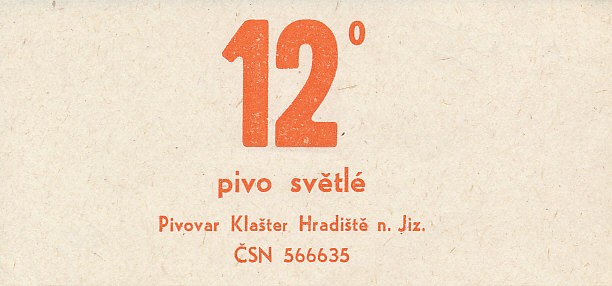 12°
pivo světlé
Pivovar Klašter Hradiště n. Jiz.
ČSN 566635